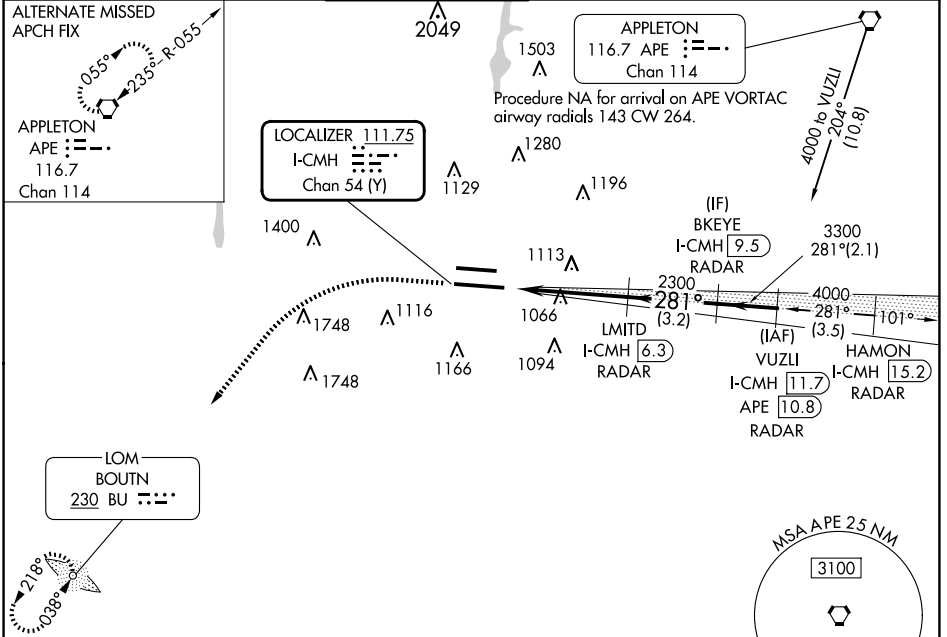 ALTERNATE MISSED
APCH FIX
055°
235°
R-055
APPLETON
APE
116.7
Chan 114
2049
1503
APPLETON
116.7 APE
Chan 114
Procedure NA for arrival on APE VORTAC
airway radials 143 CW 264.
4000 to VUZLI
204°
(10.8)
LOCALIZER 111.75
I-CMH
Chan 54 (Y)
1280
1129
1196
1400
1113
(IF)
BKEYE
I-CMH 9.5
RADAR
3300
281°(2.1)
2300
281°
(3.2)
4000
281°
(3.5)
101°
1066
1748
1116
1748
1166
1094
LMITD
I-CMH 6.3
RADAR
(IAF)
VUZLI
I-CMH 11.7
APE 10.8
RADAR
HAMON
I-CMH 15.2
RADAR
LOM
BOUTN
230 BU
218°
038°
MSA APE 25 NM
3100